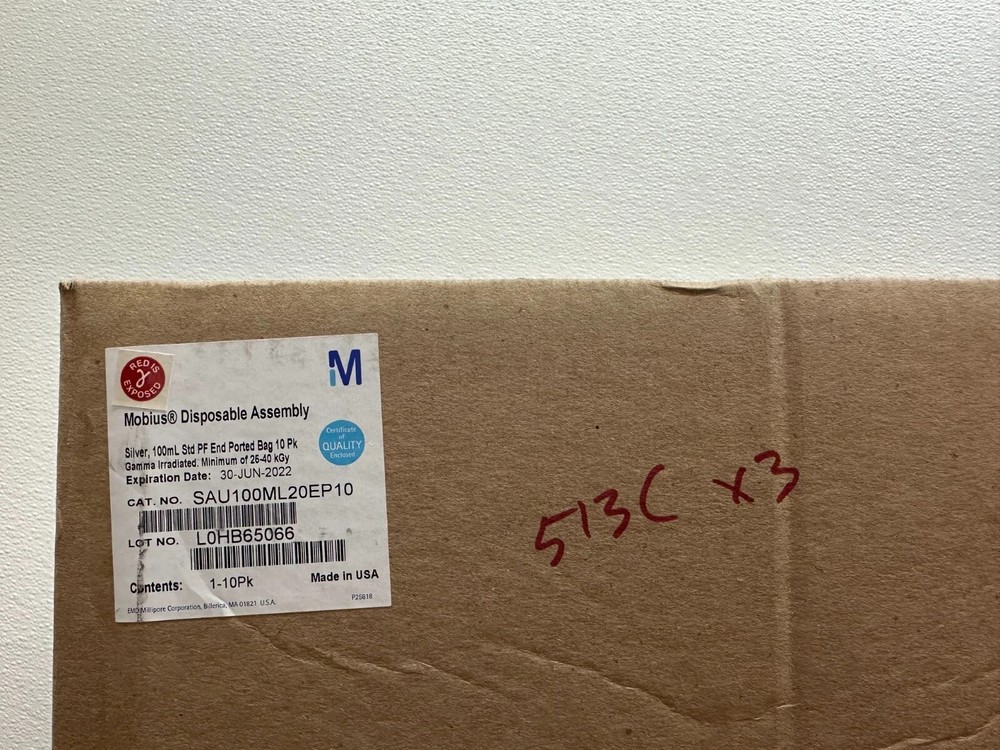 RED IS
γ
EXPOSED
M
Mobius® Disposable Assembly
Certificate
of
QUALITY
Enclosed
Silver, 100mL Std PF End Ported Bag 10 Pk
Gamma Irradiated. Minimum of 26-40 kGy
Expiration Date: 30-JUN-2022
CAT. NO. SAU100ML20EP10
LOT NO. L0HB65066
Contents: 1-10Pk Made in USA
EMD Millipore Corporation, Billerica, MA 01821 U.S.A. P25818
513C x3